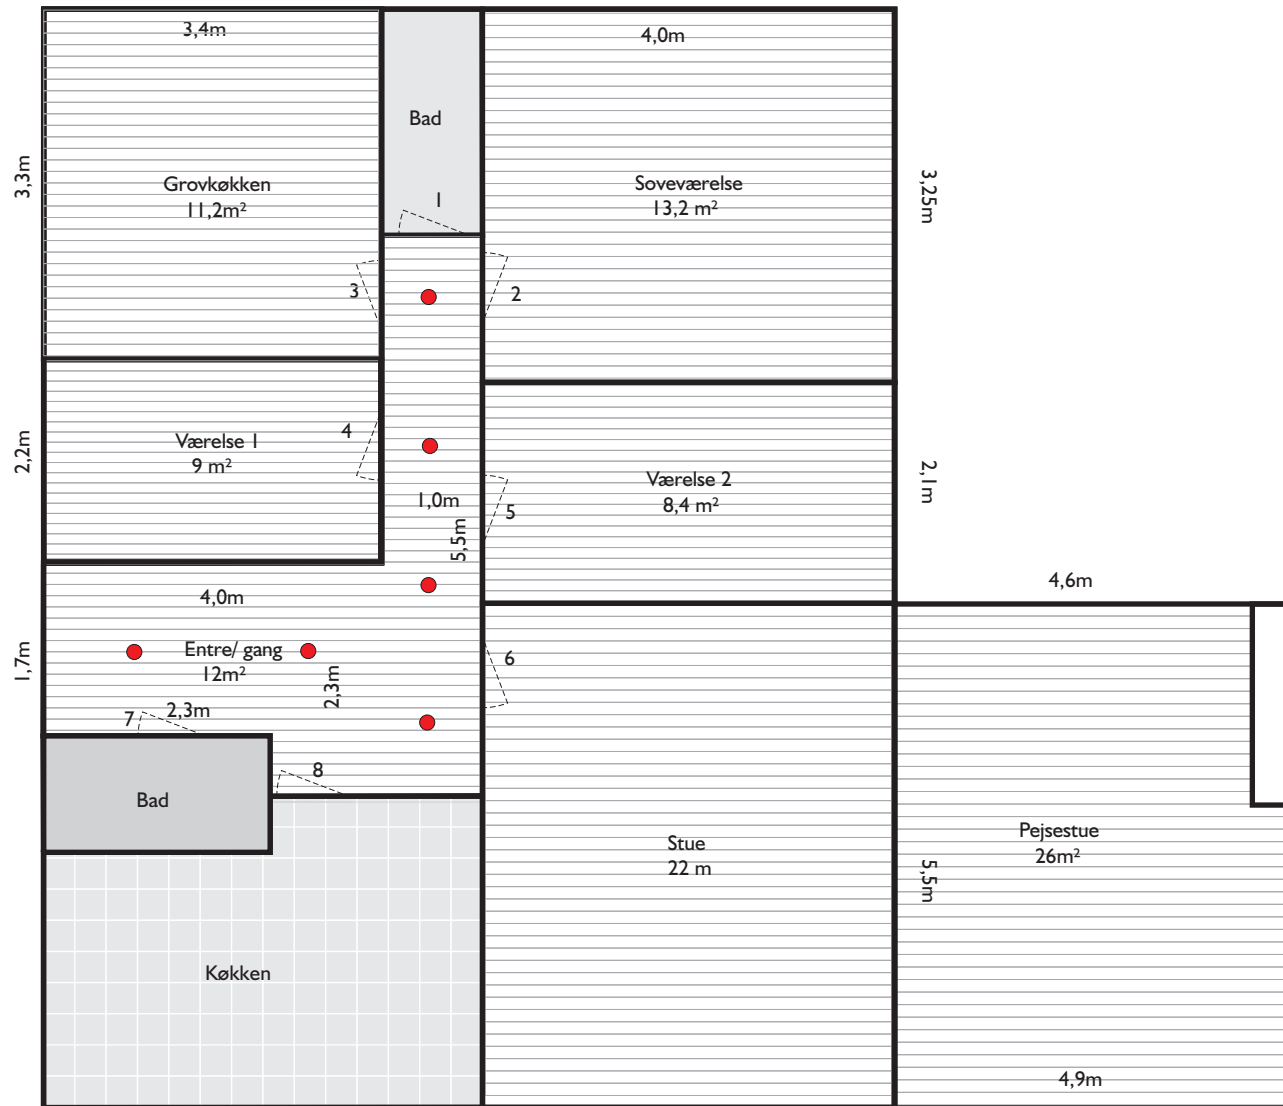 3,4m
4,0m
Bad
1
3,3m
Grovkøkken
11,2m²
Soveværelse
13,2 m²
3,25m
3
2
4
Værelse 1
9 m²
2,2m
1,0m
5,5m
Værelse 2
8,4 m²
5
2,1m
4,0m
4,6m
1,7m
Entre/ gang
12m²
2,3m
6
7
2,3m
8
Bad
Stue
22 m
Pejsestue
26m²
5,5m
Køkken
4,9m